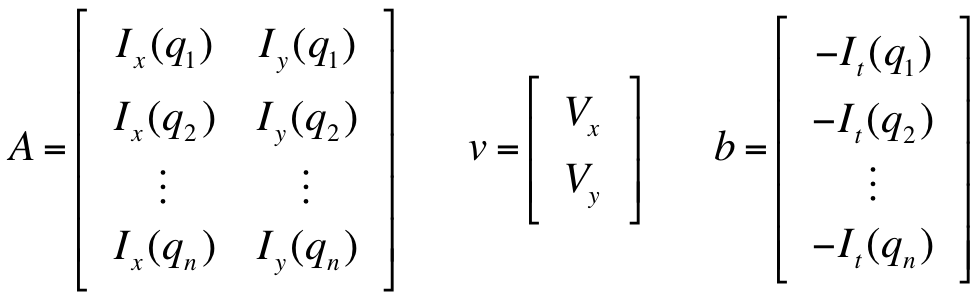 A = [ I_x(q_1) I_y(q_1) v = [ V_x b = [ -I_t(q_1)
I_x(q_2) I_y(q_2) V_y ] -I_t(q_2)
⋮ ⋮ ⋮
I_x(q_n) I_y(q_n) ] -I_t(q_n) ]